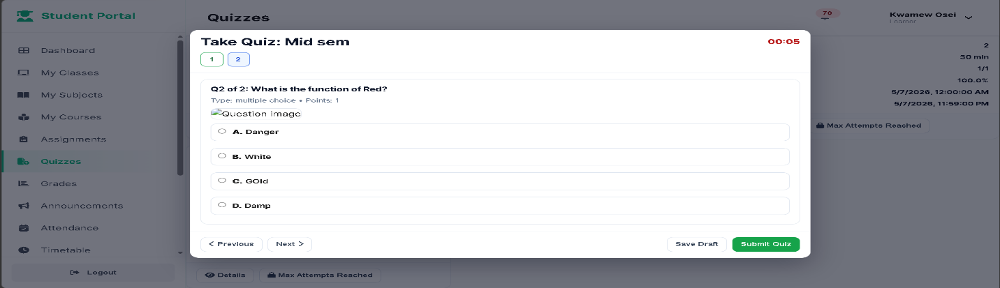 Student Portal
Dashboard
My Classes
My Subjects
My Courses
Assignments
Quizzes
Grades
Announcements
Attendance
Timetable
Logout
Quizzes
70
Kwamew Osei
Learner
Take Quiz: Mid sem
00:05
1
2
Q2 of 2: What is the function of Red?
Type: multiple choice • Points: 1
Question image
A. Danger
B. White
C. GOld
D. Damp
< Previous
Next >
Save Draft
Submit Quiz
2
30 min
1/1
100.0%
5/7/2026, 12:00:00 AM
5/7/2026, 11:59:00 PM
Max Attempts Reached
Details
Max Attempts Reached